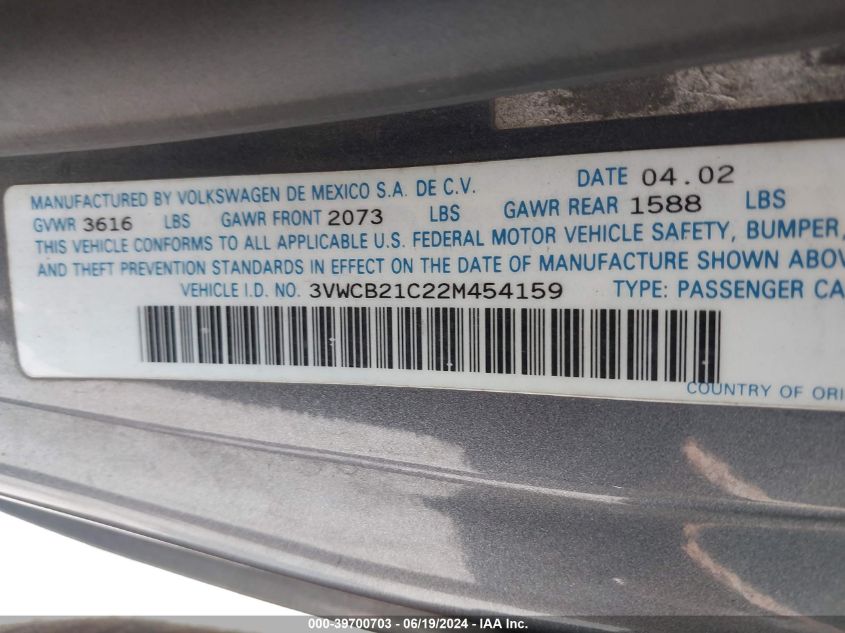 MANUFACTURED BY VOLKSWAGEN DE MEXICO S.A. DE C.V. DATE 04.02
GVWR 3616 LBS GAWR FRONT 2073 LBS GAWR REAR 1588 LBS
THIS VEHICLE CONFORMS TO ALL APPLICABLE U.S. FEDERAL MOTOR VEHICLE SAFETY, BUMPER,
AND THEFT PREVENTION STANDARDS IN EFFECT ON THE DATE OF MANUFACTURE SHOWN ABOV
VEHICLE I.D. NO. 3VWCB21C22M454159 TYPE: PASSENGER CA
COUNTRY OF ORI
000-39700703 - 06/19/2024 - IAA Inc.